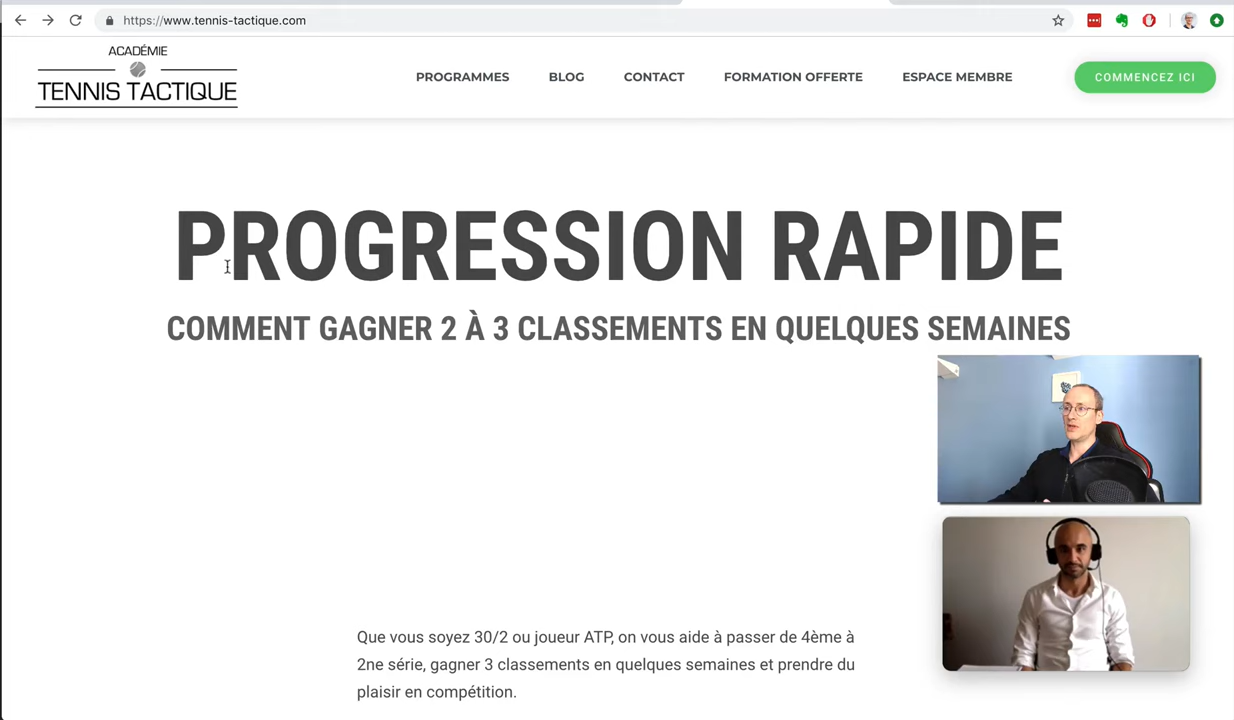 https://www.tennis-tactique.com
ACADÉMIE
TENNIS TACTIQUE
PROGRAMMES
BLOG
CONTACT
FORMATION OFFERTE
ESPACE MEMBRE
COMMENCEZ ICI
PROGRESSION RAPIDE
COMMENT GAGNER 2 À 3 CLASSEMENTS EN QUELQUES SEMAINES
Que vous soyez 30/2 ou joueur ATP, on vous aide à passer de 4ème à
2ne série, gagner 3 classements en quelques semaines et prendre du
plaisir en compétition.